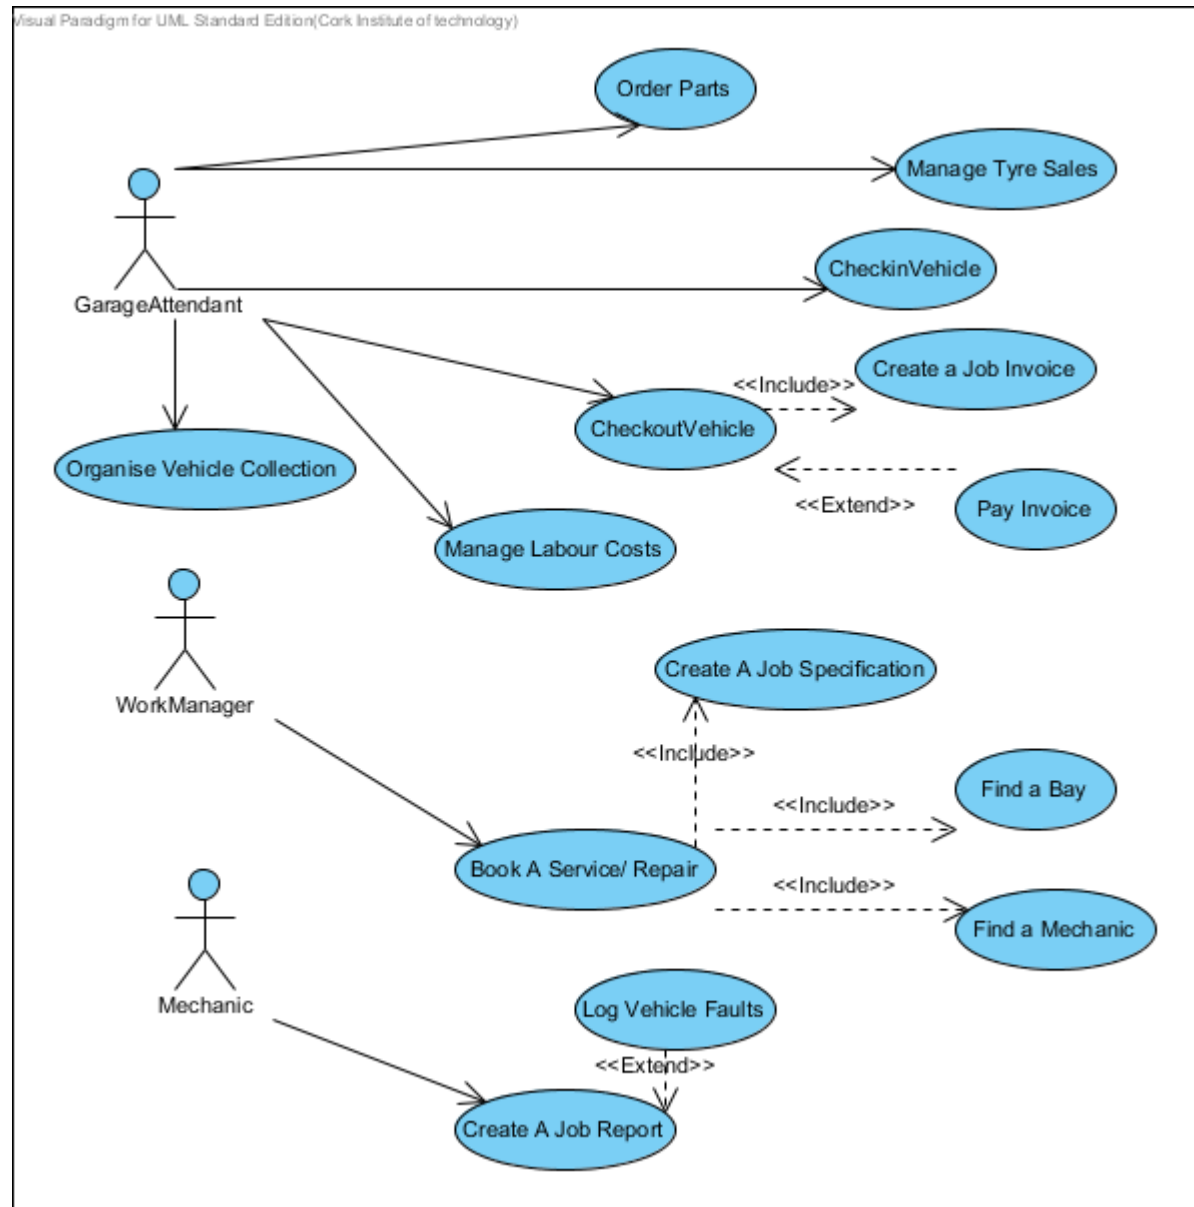 Visual Paradigm for UML Standard Edition(Cork Institute of technology)
Order Parts
Manage Tyre Sales
CheckinVehicle
GarageAttendant
Create a Job Invoice
<<Include>>
CheckoutVehicle
Organise Vehicle Collection
<<Extend>>
Pay Invoice
Manage Labour Costs
Create A Job Specification
WorkManager
<<Include>>
Find a Bay
<<Include>>
Book A Service/ Repair
<<Include>>
Find a Mechanic
Mechanic
Log Vehicle Faults
<<Extend>>
Create A Job Report